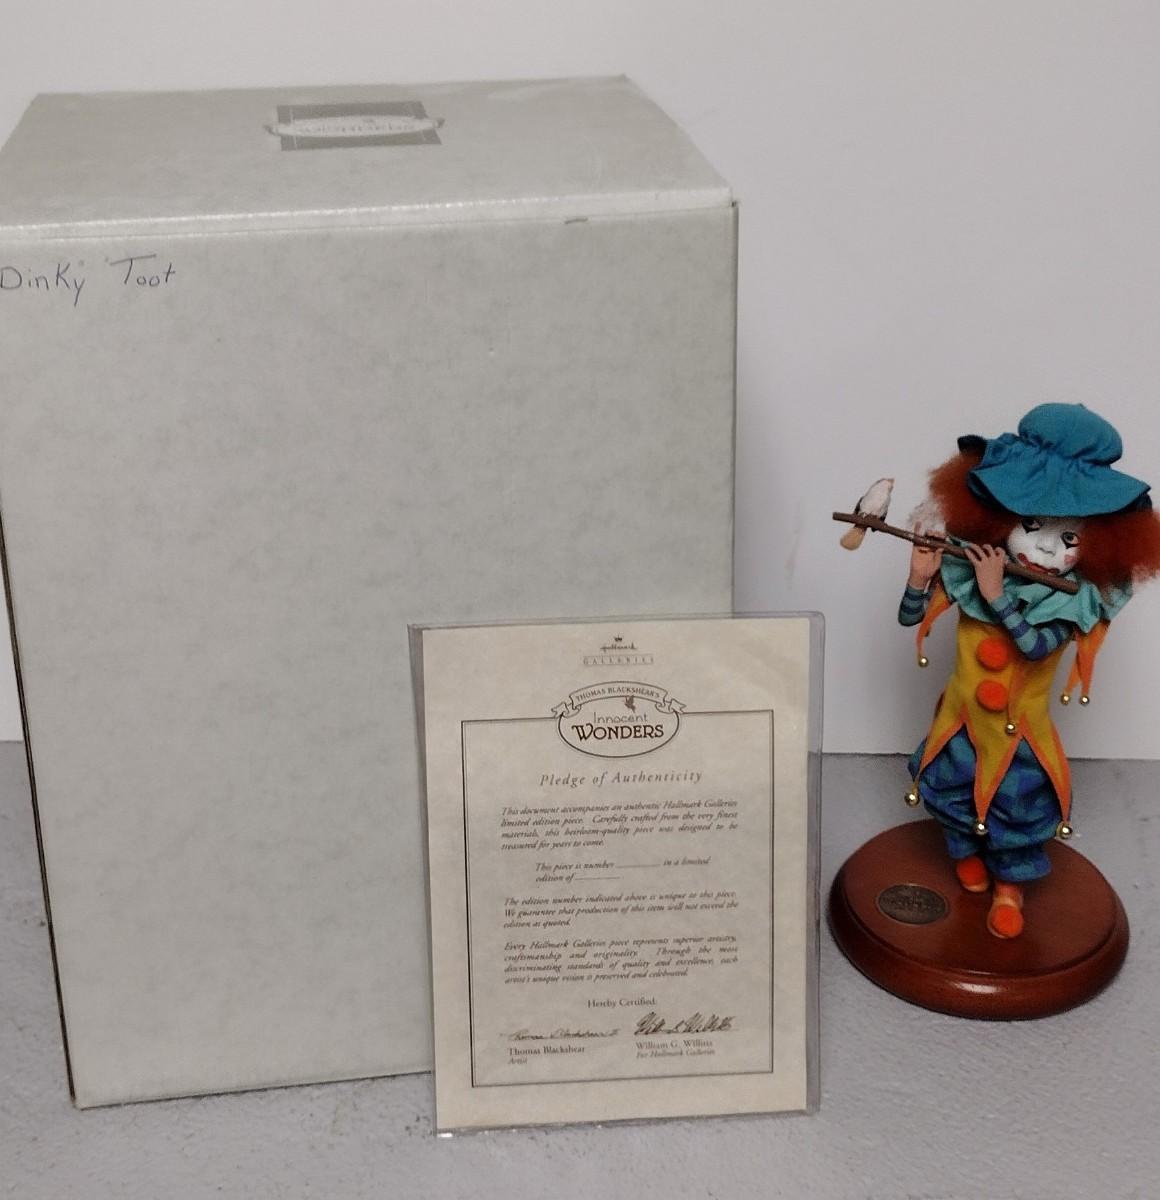 Dinky Toot
Hallmark
GALLERIES
THOMAS BLACKSHEAR'S
Innocent
WONDERS
Pledge of Authenticity
This document accompanies an authentic Hallmark Galleries
limited edition piece. Carefully crafted from the very finest
materials, this heirloom-quality piece was designed to be
treasured for years to come.
This piece is number ________ in a limited
edition of ________.
The edition number indicated above is unique to this piece.
We guarantee that production of this item will not exceed the
edition as quoted.
Every Hallmark Galleries piece represents superior artistry,
craftsmanship and originality. Through the most
discriminating standards of quality and excellence, each
artist's unique vision is preserved and celebrated.
Hereby Certified:
Thomas Blackshear II
Thomas Blackshear
William G. Willitts
Artist
For Hallmark Galleries